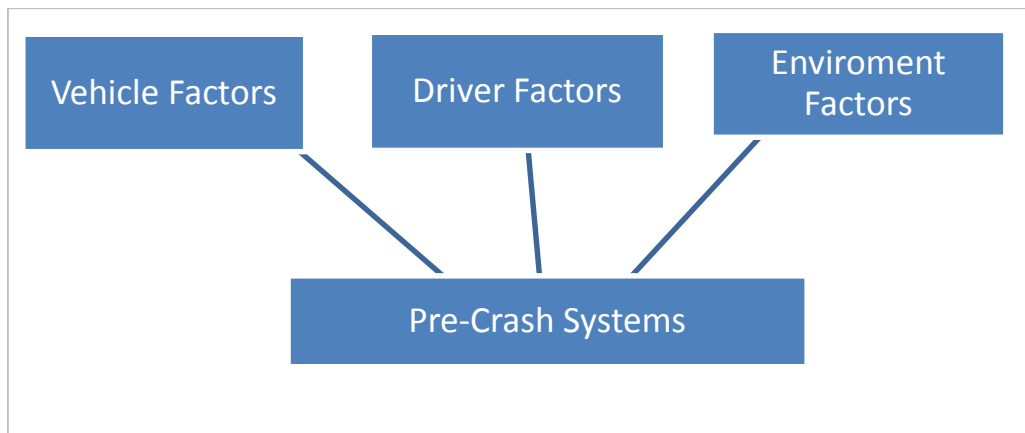 Vehicle Factors
Driver Factors
Enviroment
Factors
Pre-Crash Systems